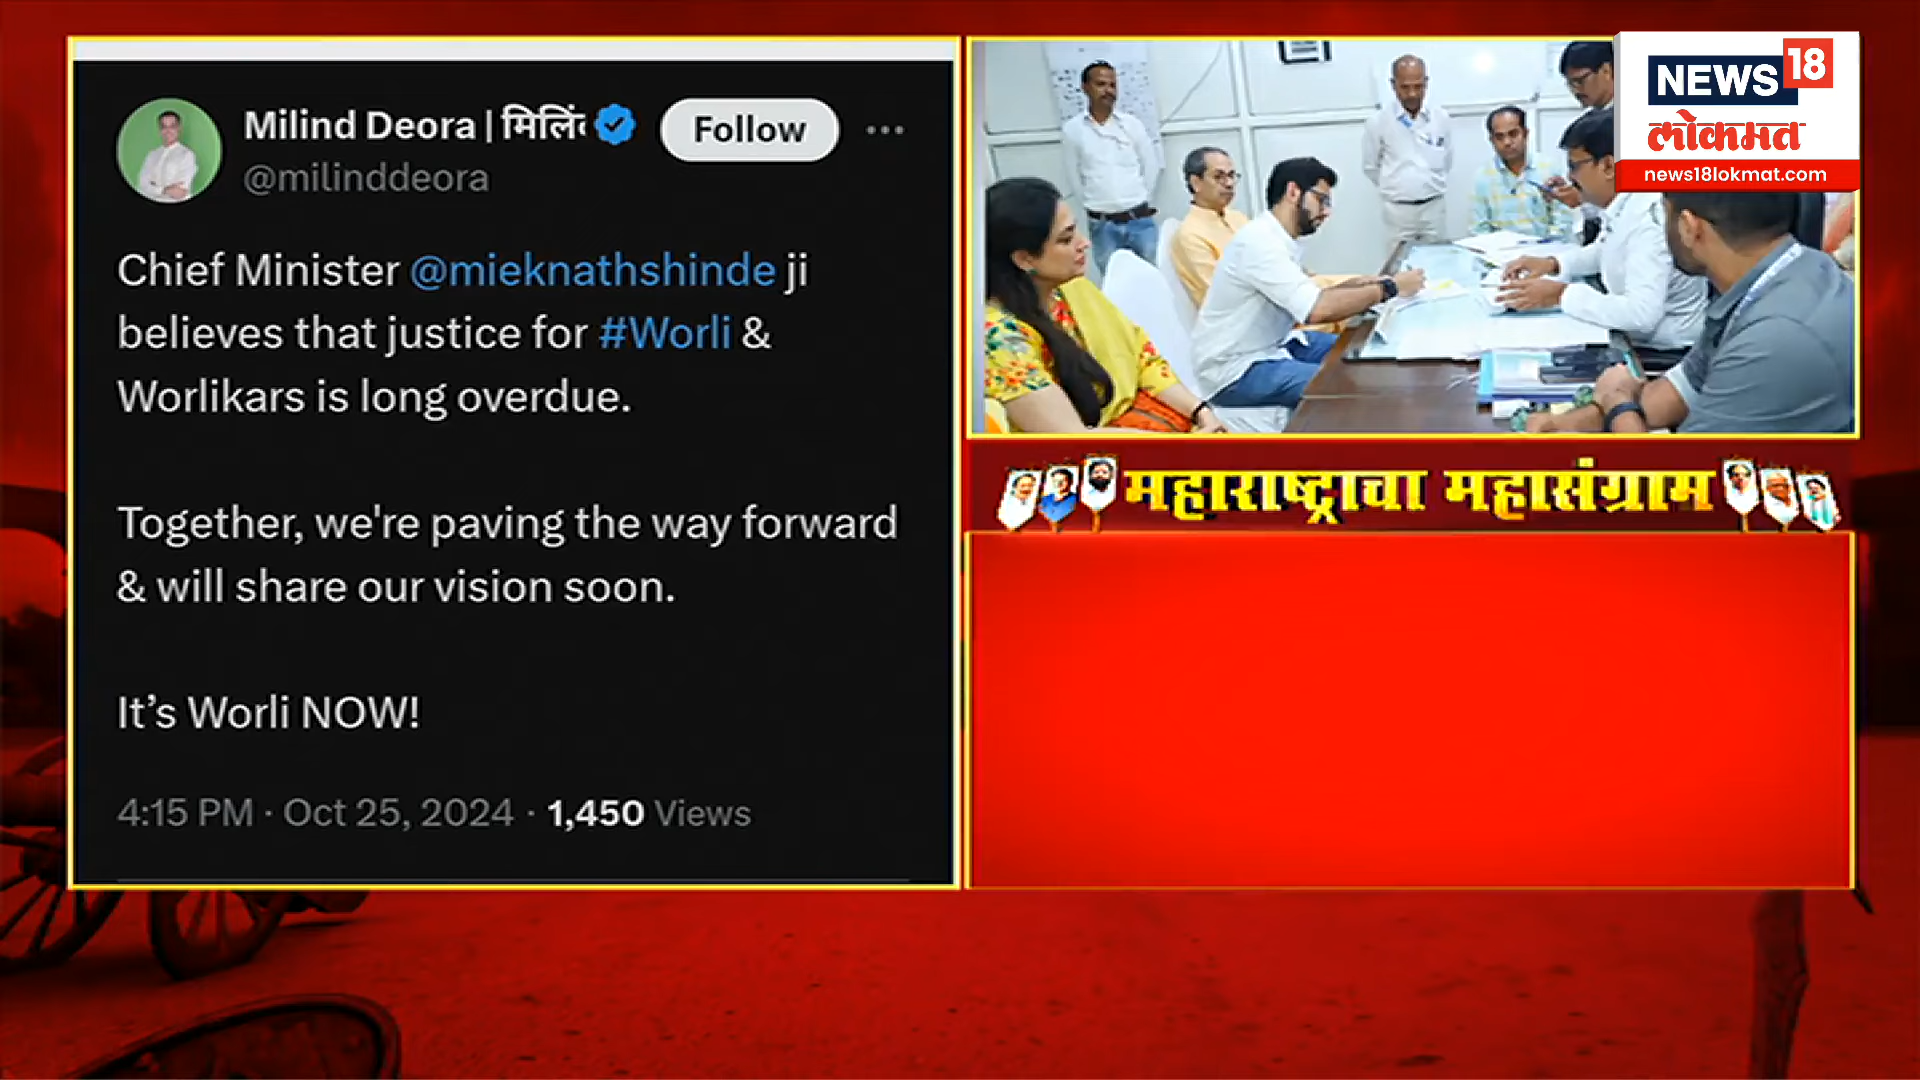 Milind Deora | मिलिं
Follow
@milinddeora
Chief Minister @mieknathshinde ji
believes that justice for #Worli &
Worlikars is long overdue.
Together, we're paving the way forward
& will share our vision soon.
It’s Worli NOW!
4:15 PM · Oct 25, 2024 · 1,450 Views
NEWS 18
लोकमत
news18lokmat.com
महाराष्ट्राचा महासंग्राम